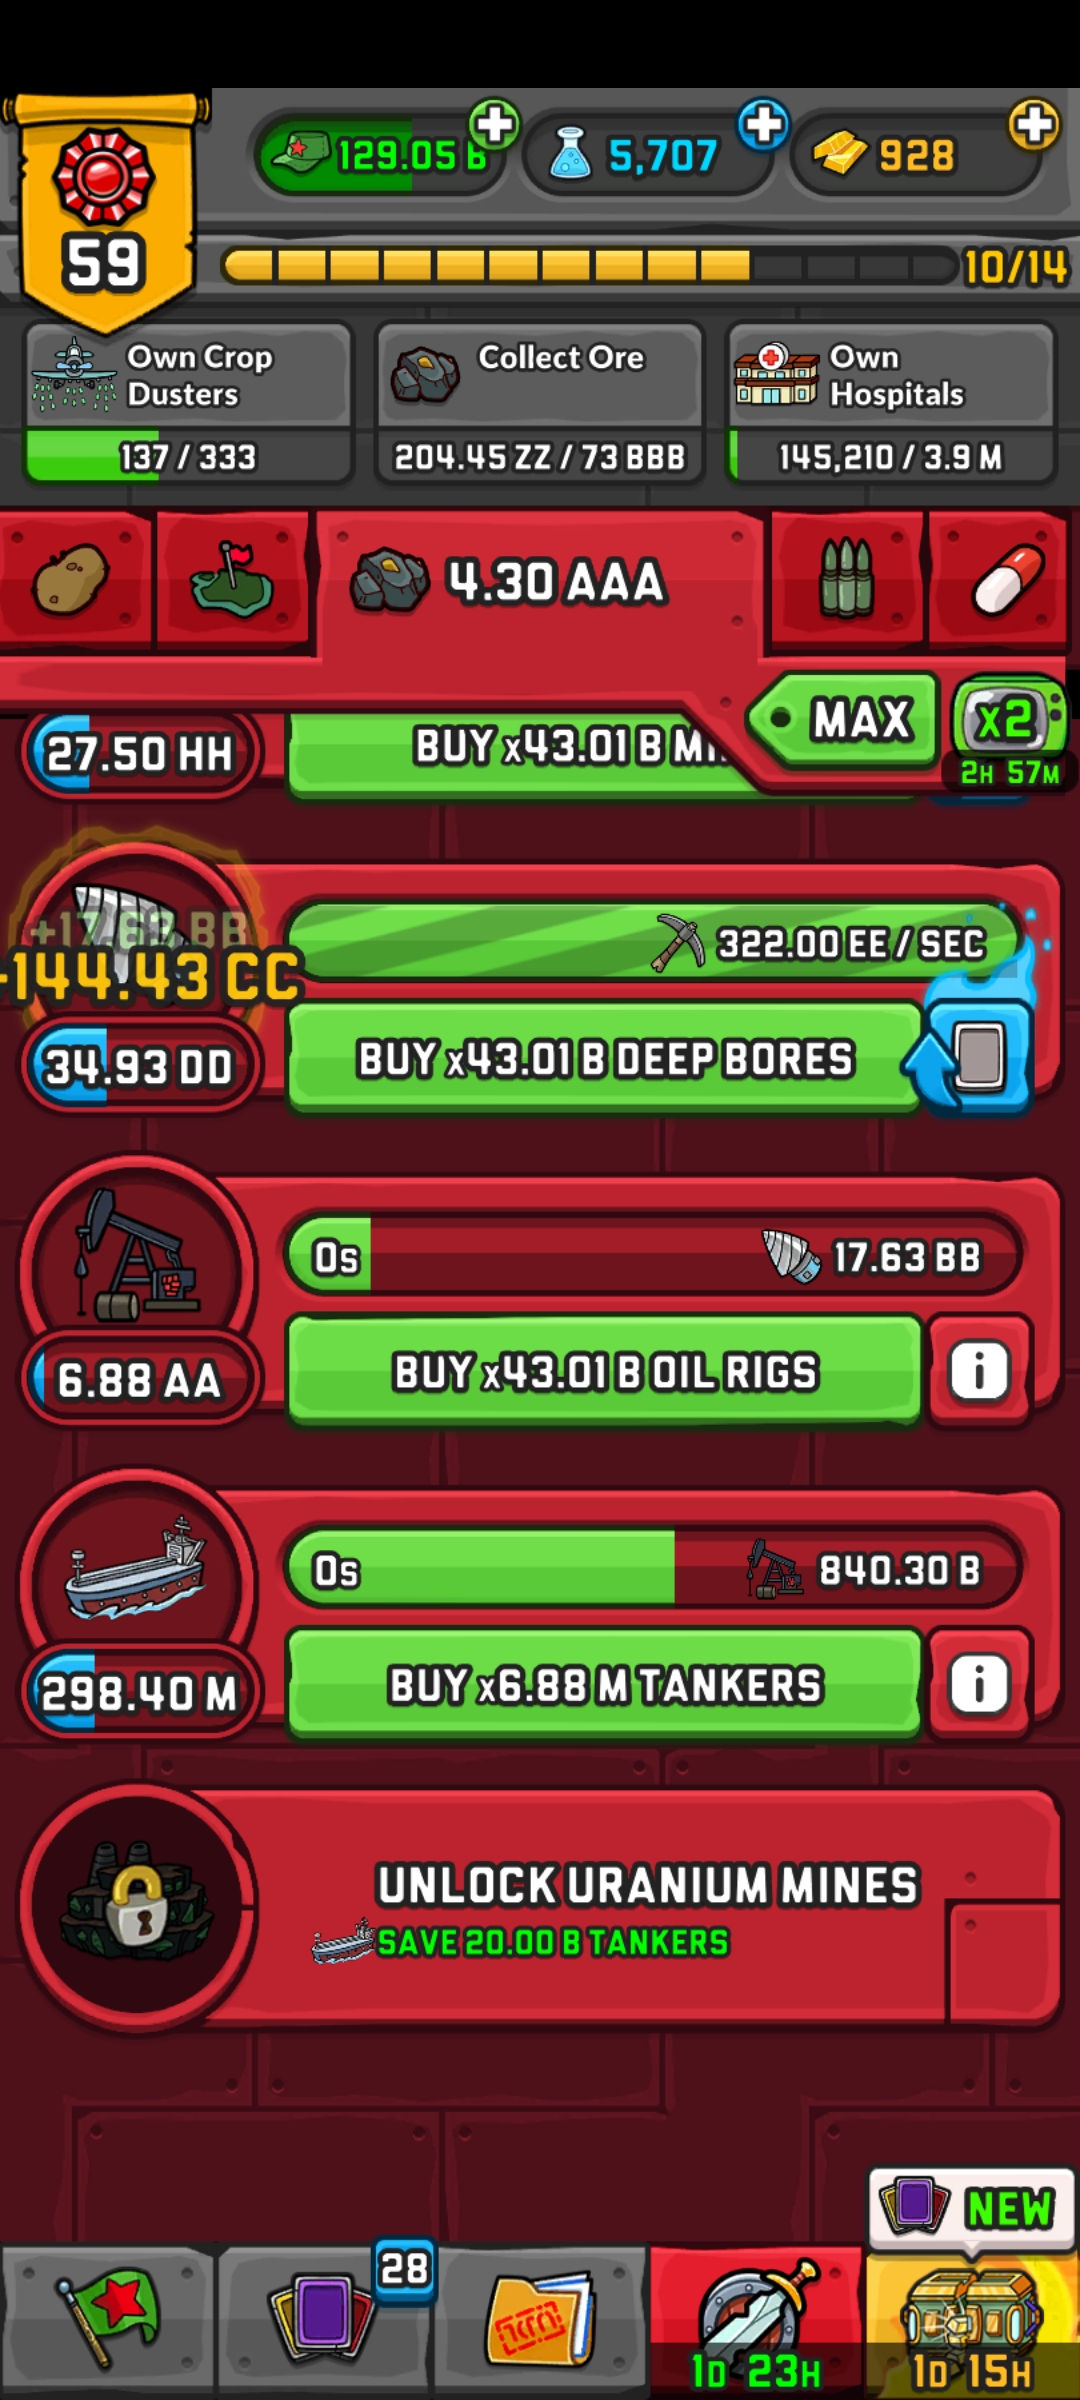 59
129.05 B
5,707
928
10/14
Own Crop
Dusters
137 / 333
Collect Ore
204.45 ZZ / 73 BBB
Own
Hospitals
145,210 / 3.9 M
4.30 AAA
MAX
x2
2H 57M
27.50 HH
BUY x43.01 B
+17.63 BB
144.43 CC
322.00 EE / SEC
34.93 DD
BUY x43.01 B DEEP BORES
0s
17.63 BB
6.88 AA
BUY x43.01 B OIL RIGS
i
0s
840.30 B
298.40 M
BUY x6.88 M TANKERS
i
UNLOCK URANIUM MINES
SAVE 20.00 B TANKERS
NEW
28
1D 23H
1D 15H